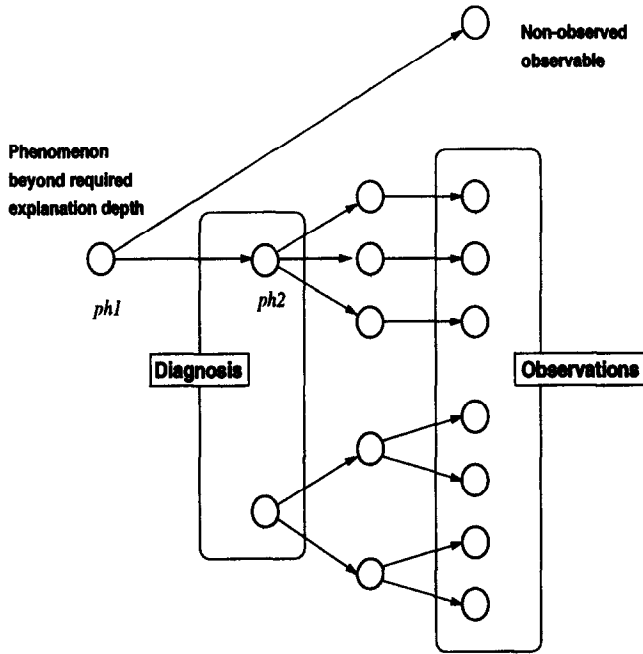 Non-observed
observable
Phenomenon
beyond required
explanation depth
ph1
ph2
Diagnosis
Observations